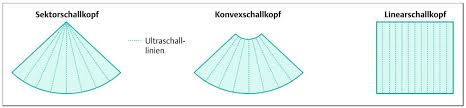 Sektorschallkopf
Konvexschallkopf
Linearschallkopf
Ultraschall-
linien